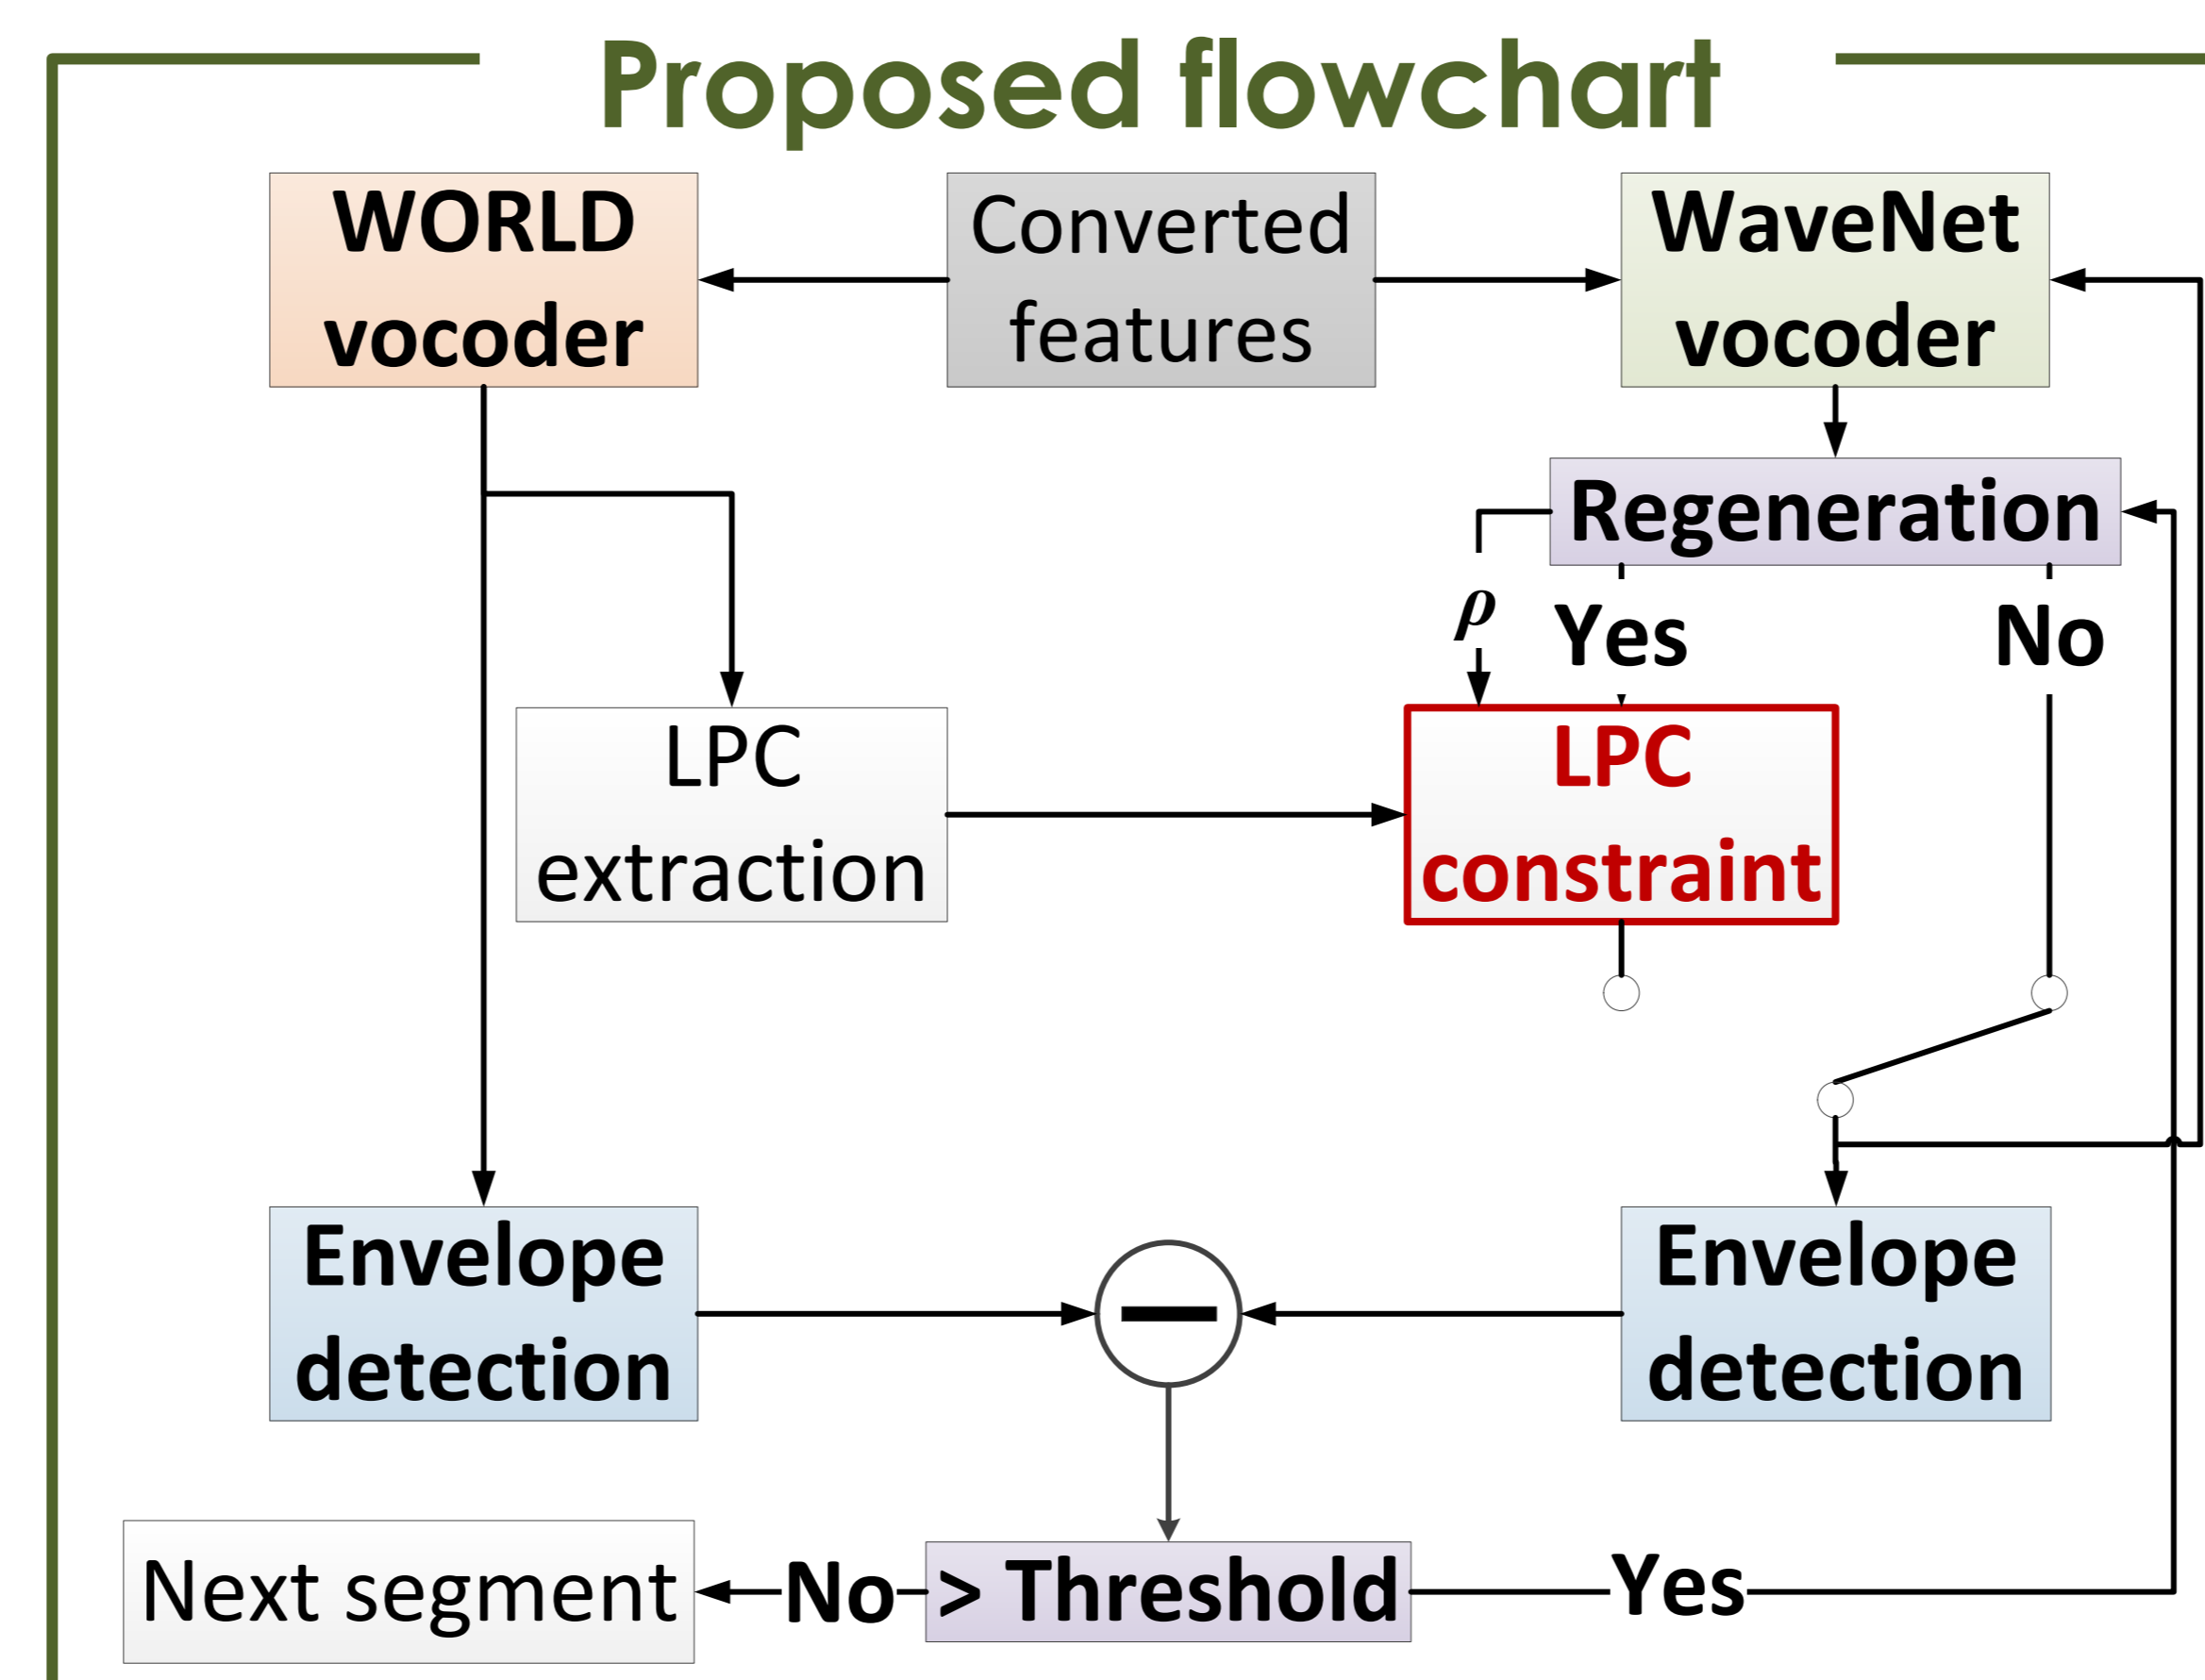 Proposed flowchart
WORLD
vocoder
Converted
features
WaveNet
vocoder
Regeneration
ρ
Yes
No
LPC
extraction
LPC
constraint
Envelope
detection
Envelope
detection
Next segment
No
> Threshold
Yes